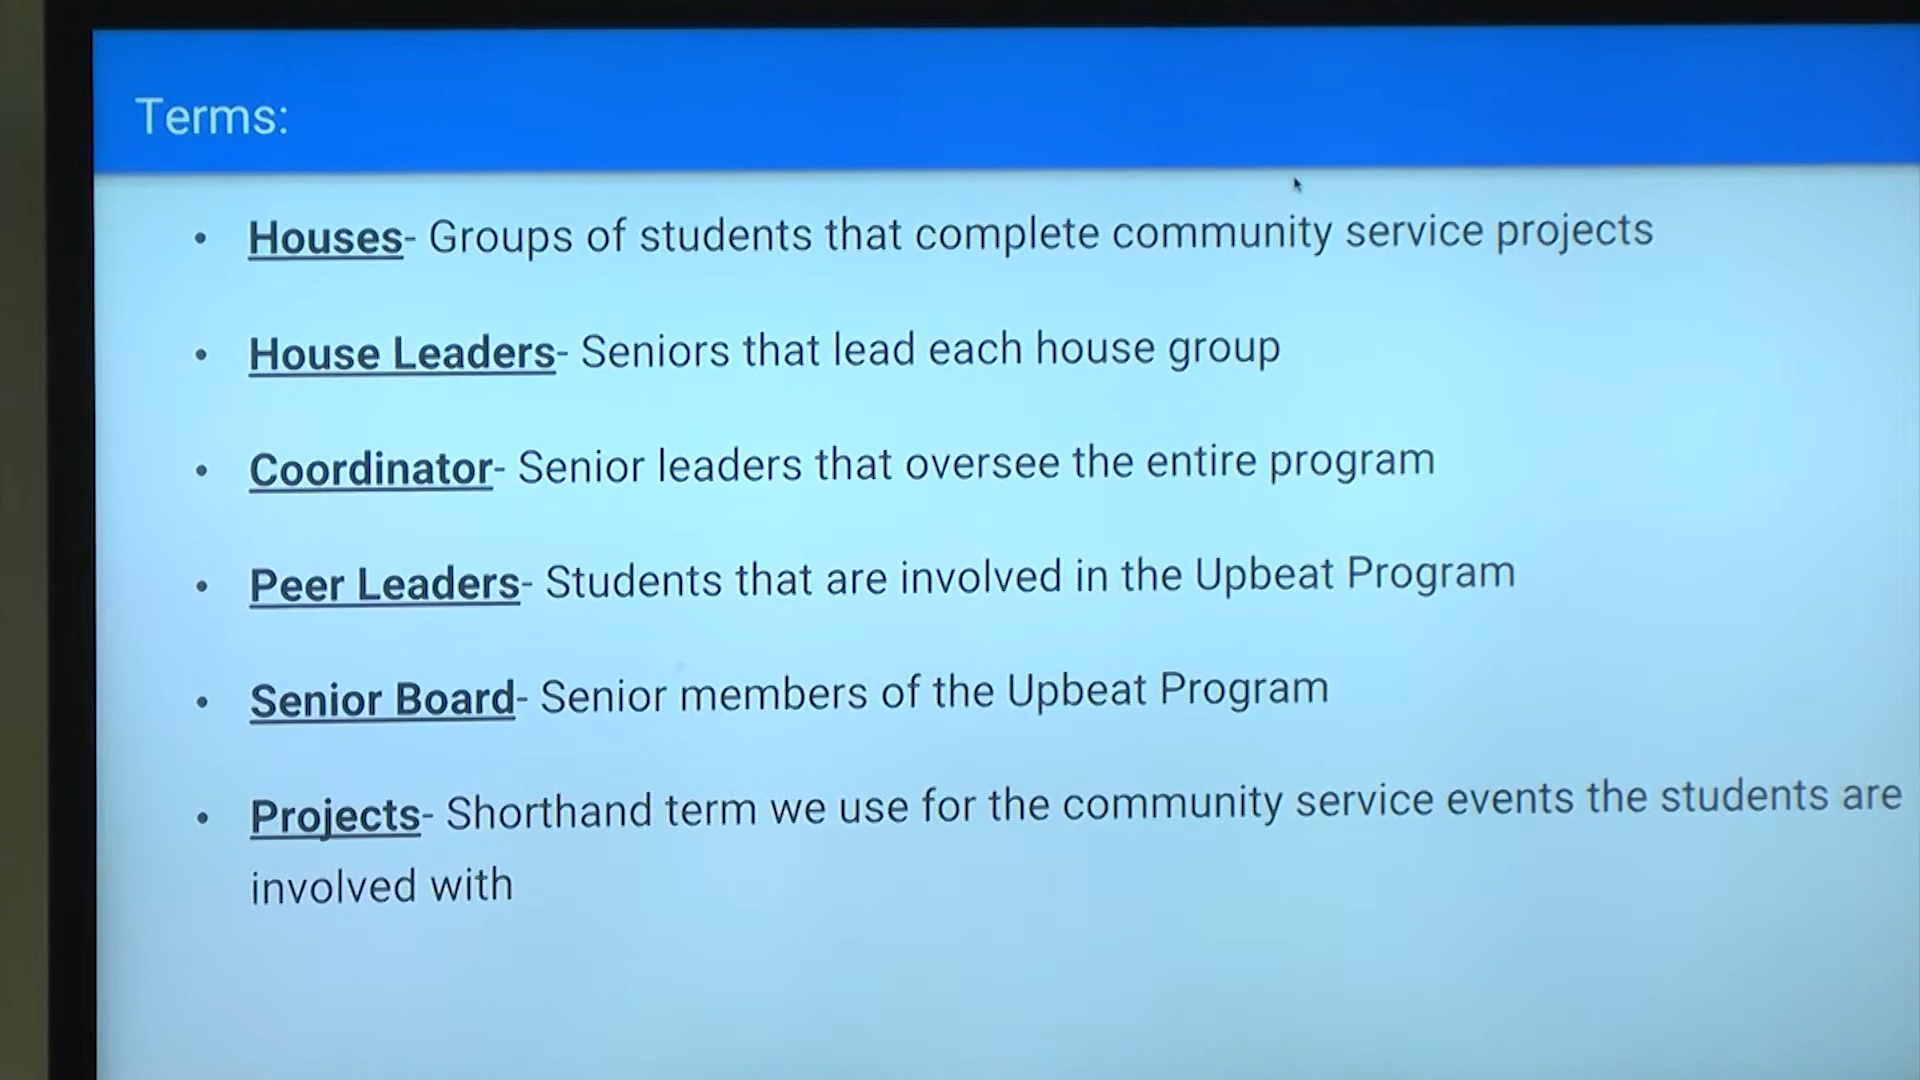 Terms:
• Houses- Groups of students that complete community service projects
• House Leaders- Seniors that lead each house group
• Coordinator- Senior leaders that oversee the entire program
• Peer Leaders- Students that are involved in the Upbeat Program
• Senior Board- Senior members of the Upbeat Program
• Projects- Shorthand term we use for the community service events the students are
involved with